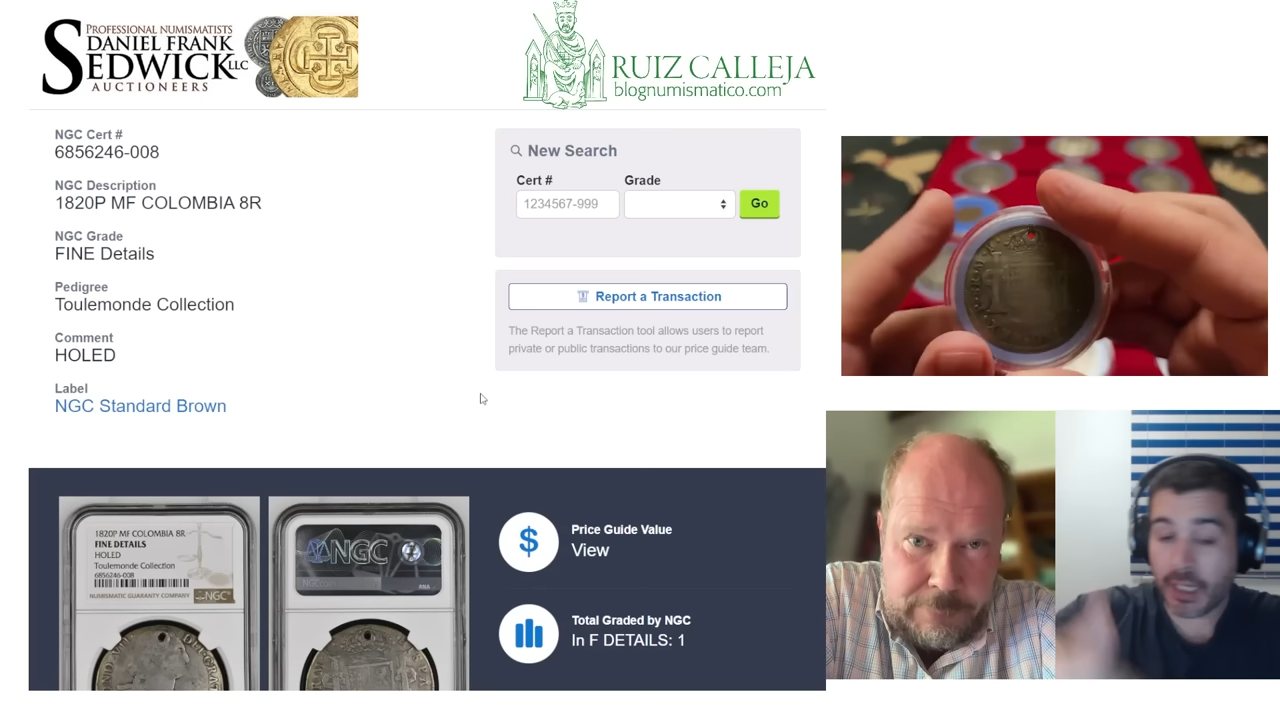 PROFESSIONAL NUMISMATISTS
DANIEL FRANK
SEDWICK LLC
AUCTIONEERS
RUIZ CALLEJA
blognumismatico.com
NGC Cert #
6856246-008
NGC Description
1820P MF COLOMBIA 8R
NGC Grade
FINE Details
Pedigree
Toulemonde Collection
Comment
HOLED
Label
NGC Standard Brown
New Search
Cert #
Grade
1234567-999
Go
Report a Transaction
The Report a Transaction tool allows users to report
private or public transactions to our price guide team.
1820P MF COLOMBIA 8R
FINE DETAILS
HOLED
Toulemonde Collection
6856246-008
NUMISMATIC GUARANTY COMPANY
NGC
NGC
ANA
$
Price Guide Value
View
Total Graded by NGC
In F DETAILS: 1